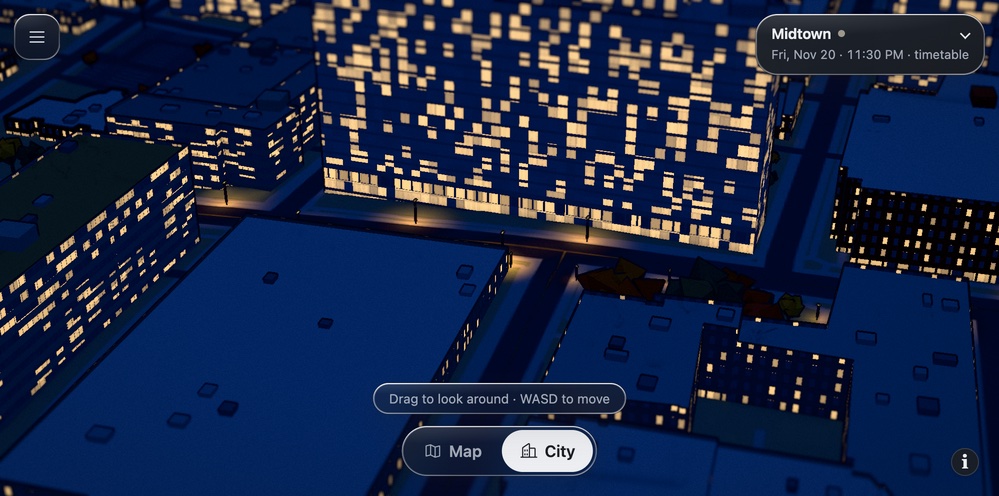 Midtown
Fri, Nov 20 · 11:30 PM · timetable
Drag to look around · WASD to move
Map
City
i